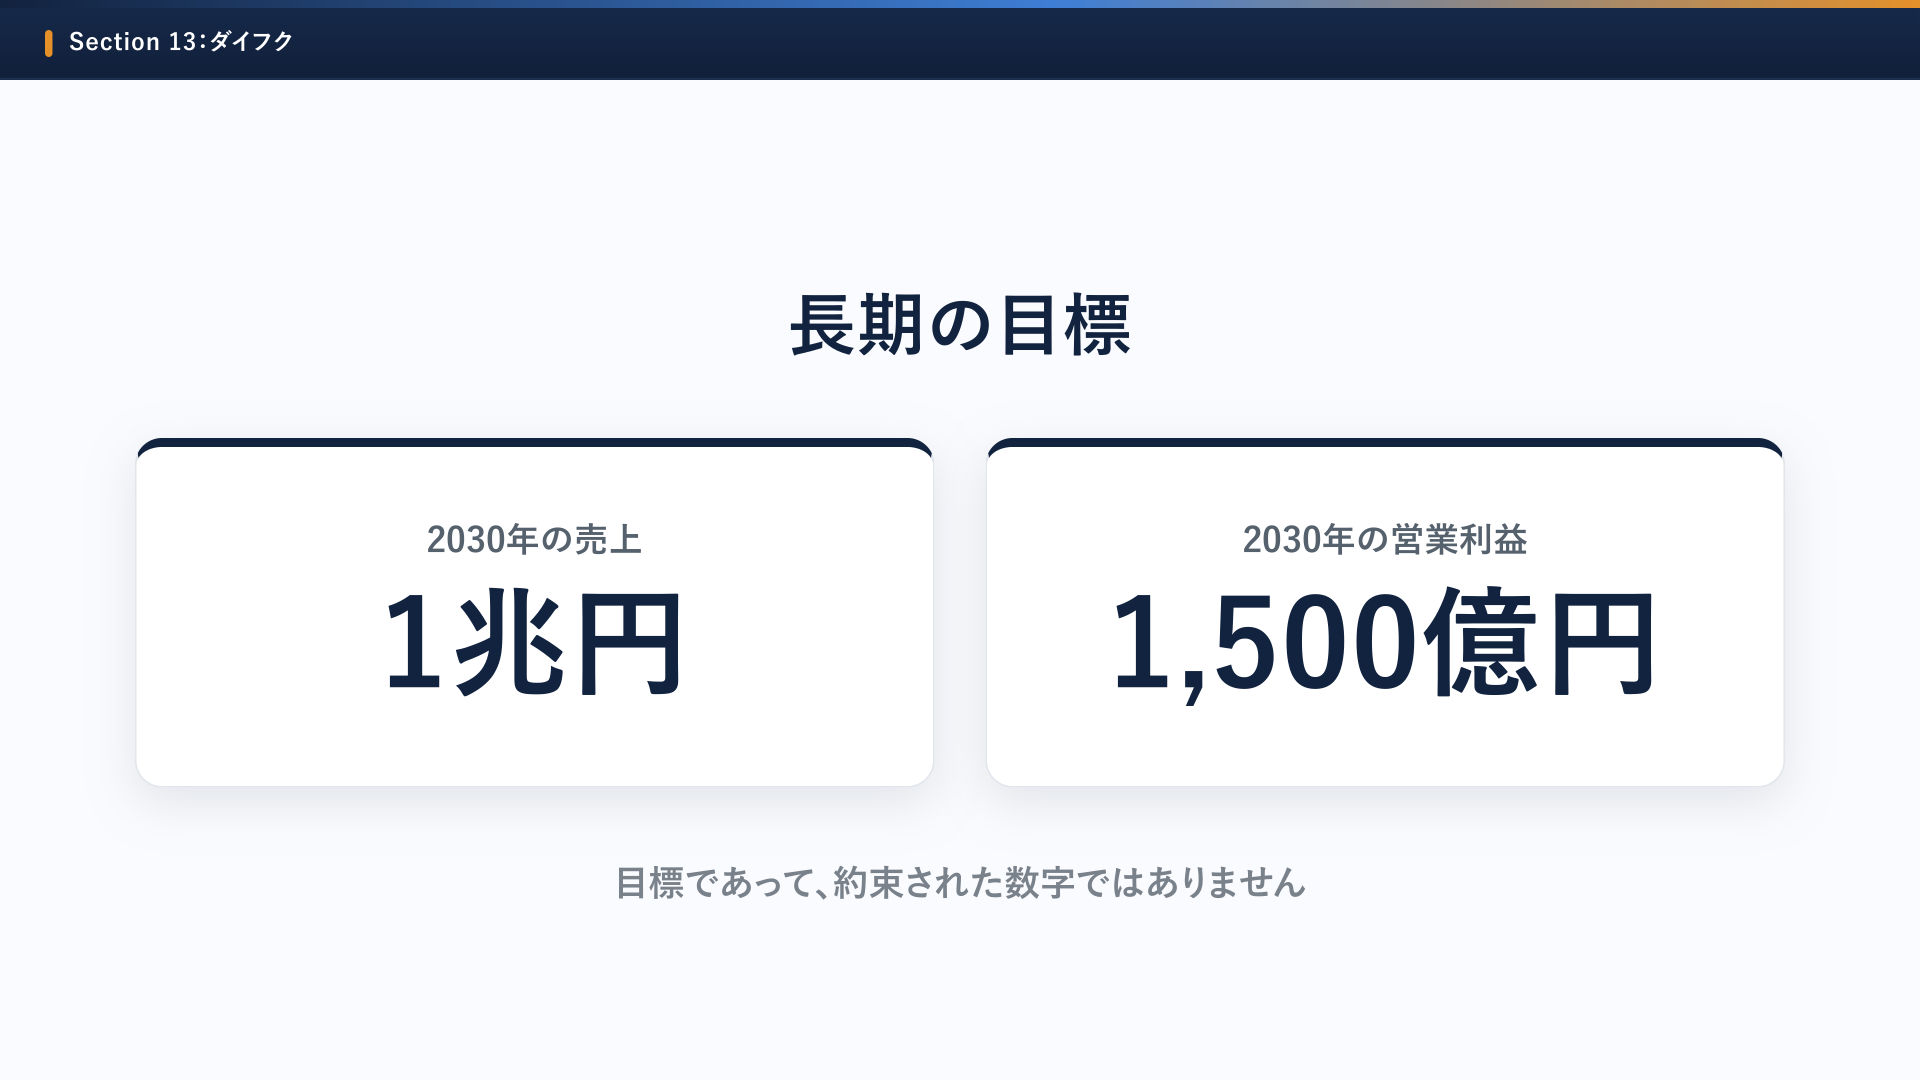 Section 13：ダイフク
長期の目標
2030年の売上
1兆円
2030年の営業利益
1,500億円
目標であって、約束された数字ではありません